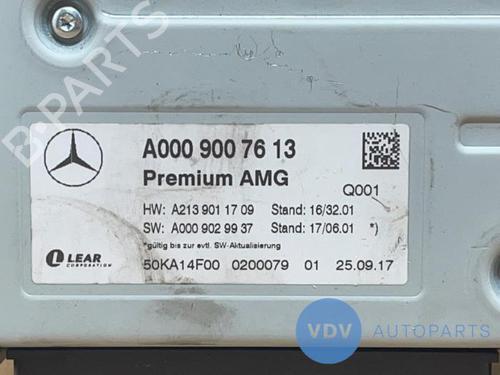 B-PARTS
A000 900 76 13
Premium AMG
Q001
HW: A213 901 17 09 Stand: 16/32.01
SW: A000 902 99 37 Stand: 17/06.01 *)
*gültig bis zur evtl. SW-Aktualisierung
LEAR
CORPORATION
50KA14F00 0200079 01 25.09.17
VDV AUTOPARTS